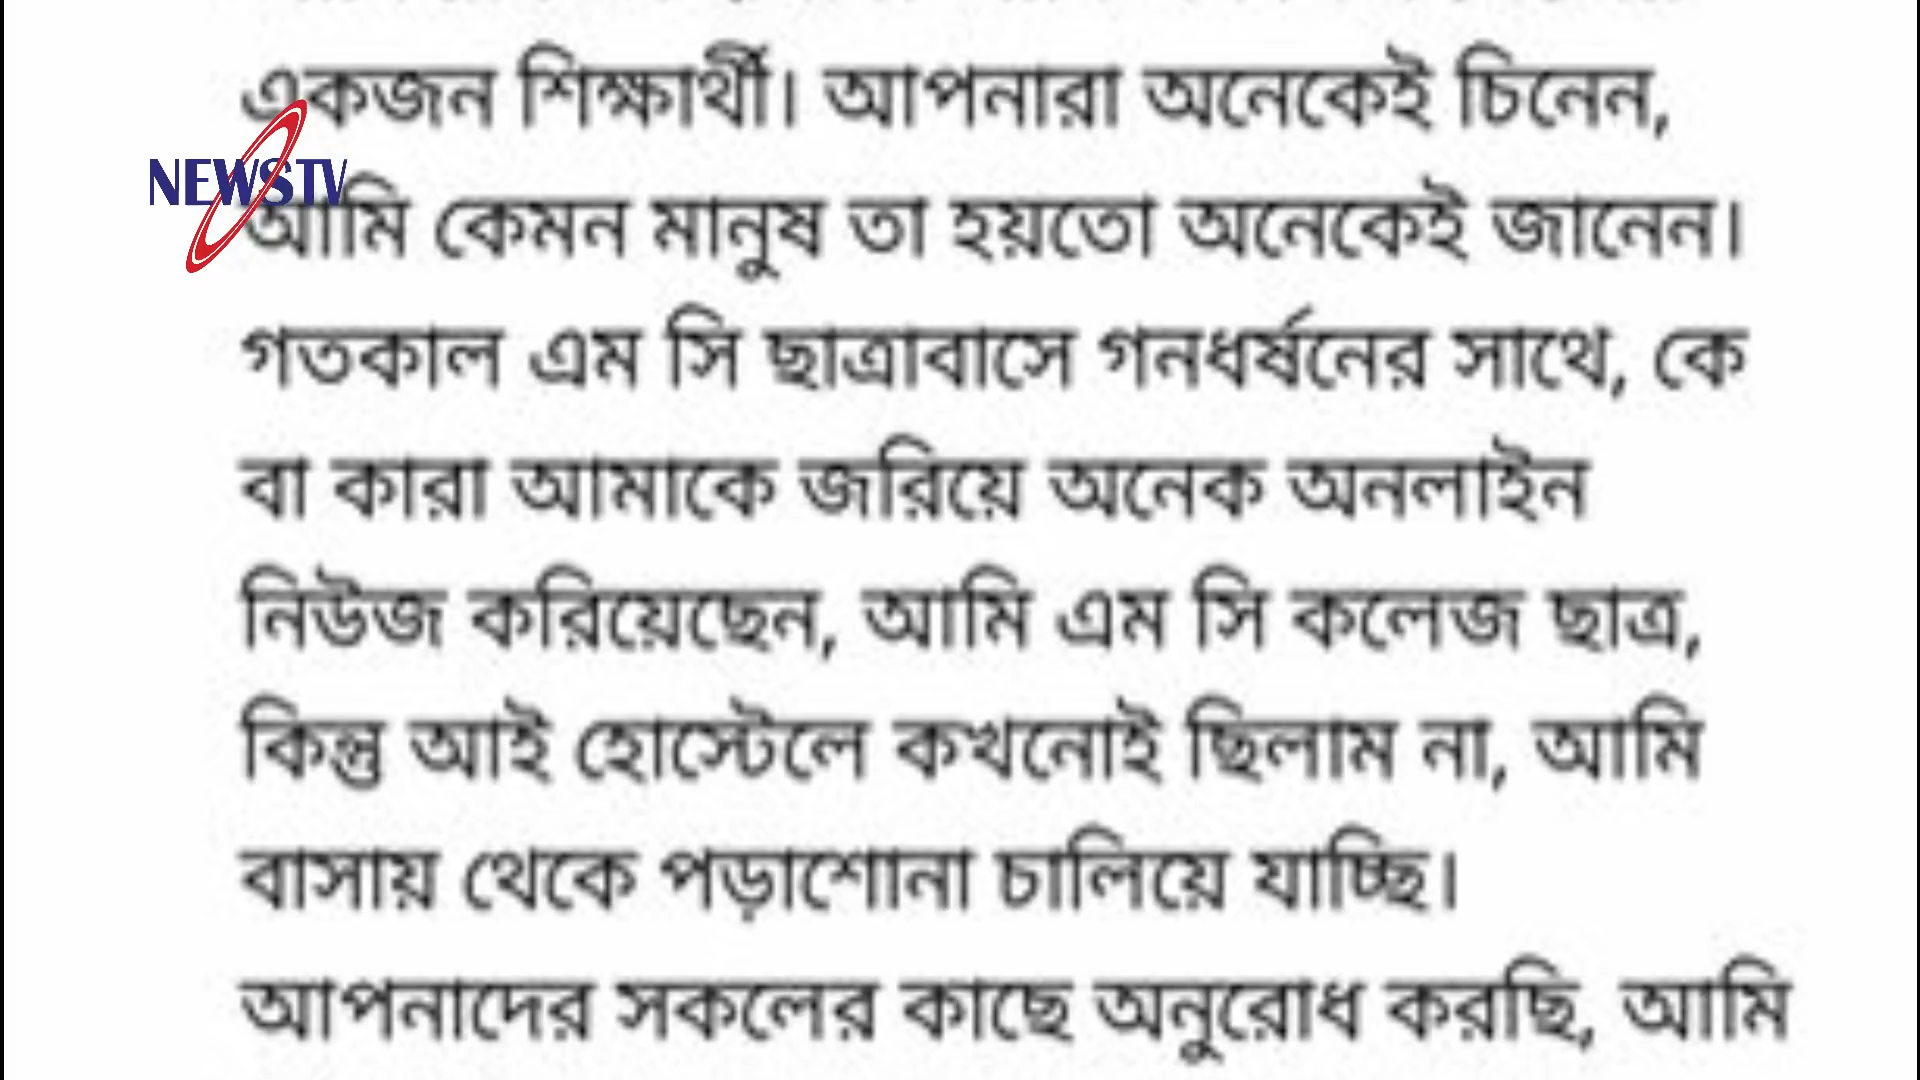 একজন শিক্ষার্থী। আপনারা অনেকেই চিনেন,
NEWSTV
আমি কেমন মানুষ তা হয়তো অনেকেই জানেন।
গতকাল এম সি ছাত্রাবাসে গনধর্ষনের সাথে, কে
বা কারা আমাকে জরিয়ে অনেক অনলাইন
নিউজ করিয়েছেন, আমি এম সি কলেজ ছাত্র,
কিন্তু আই হোস্টেলে কখনোই ছিলাম না, আমি
বাসায় থেকে পড়াশোনা চালিয়ে যাচ্ছি।
আপনাদের সকলের কাছে অনুরোধ করছি, আমি